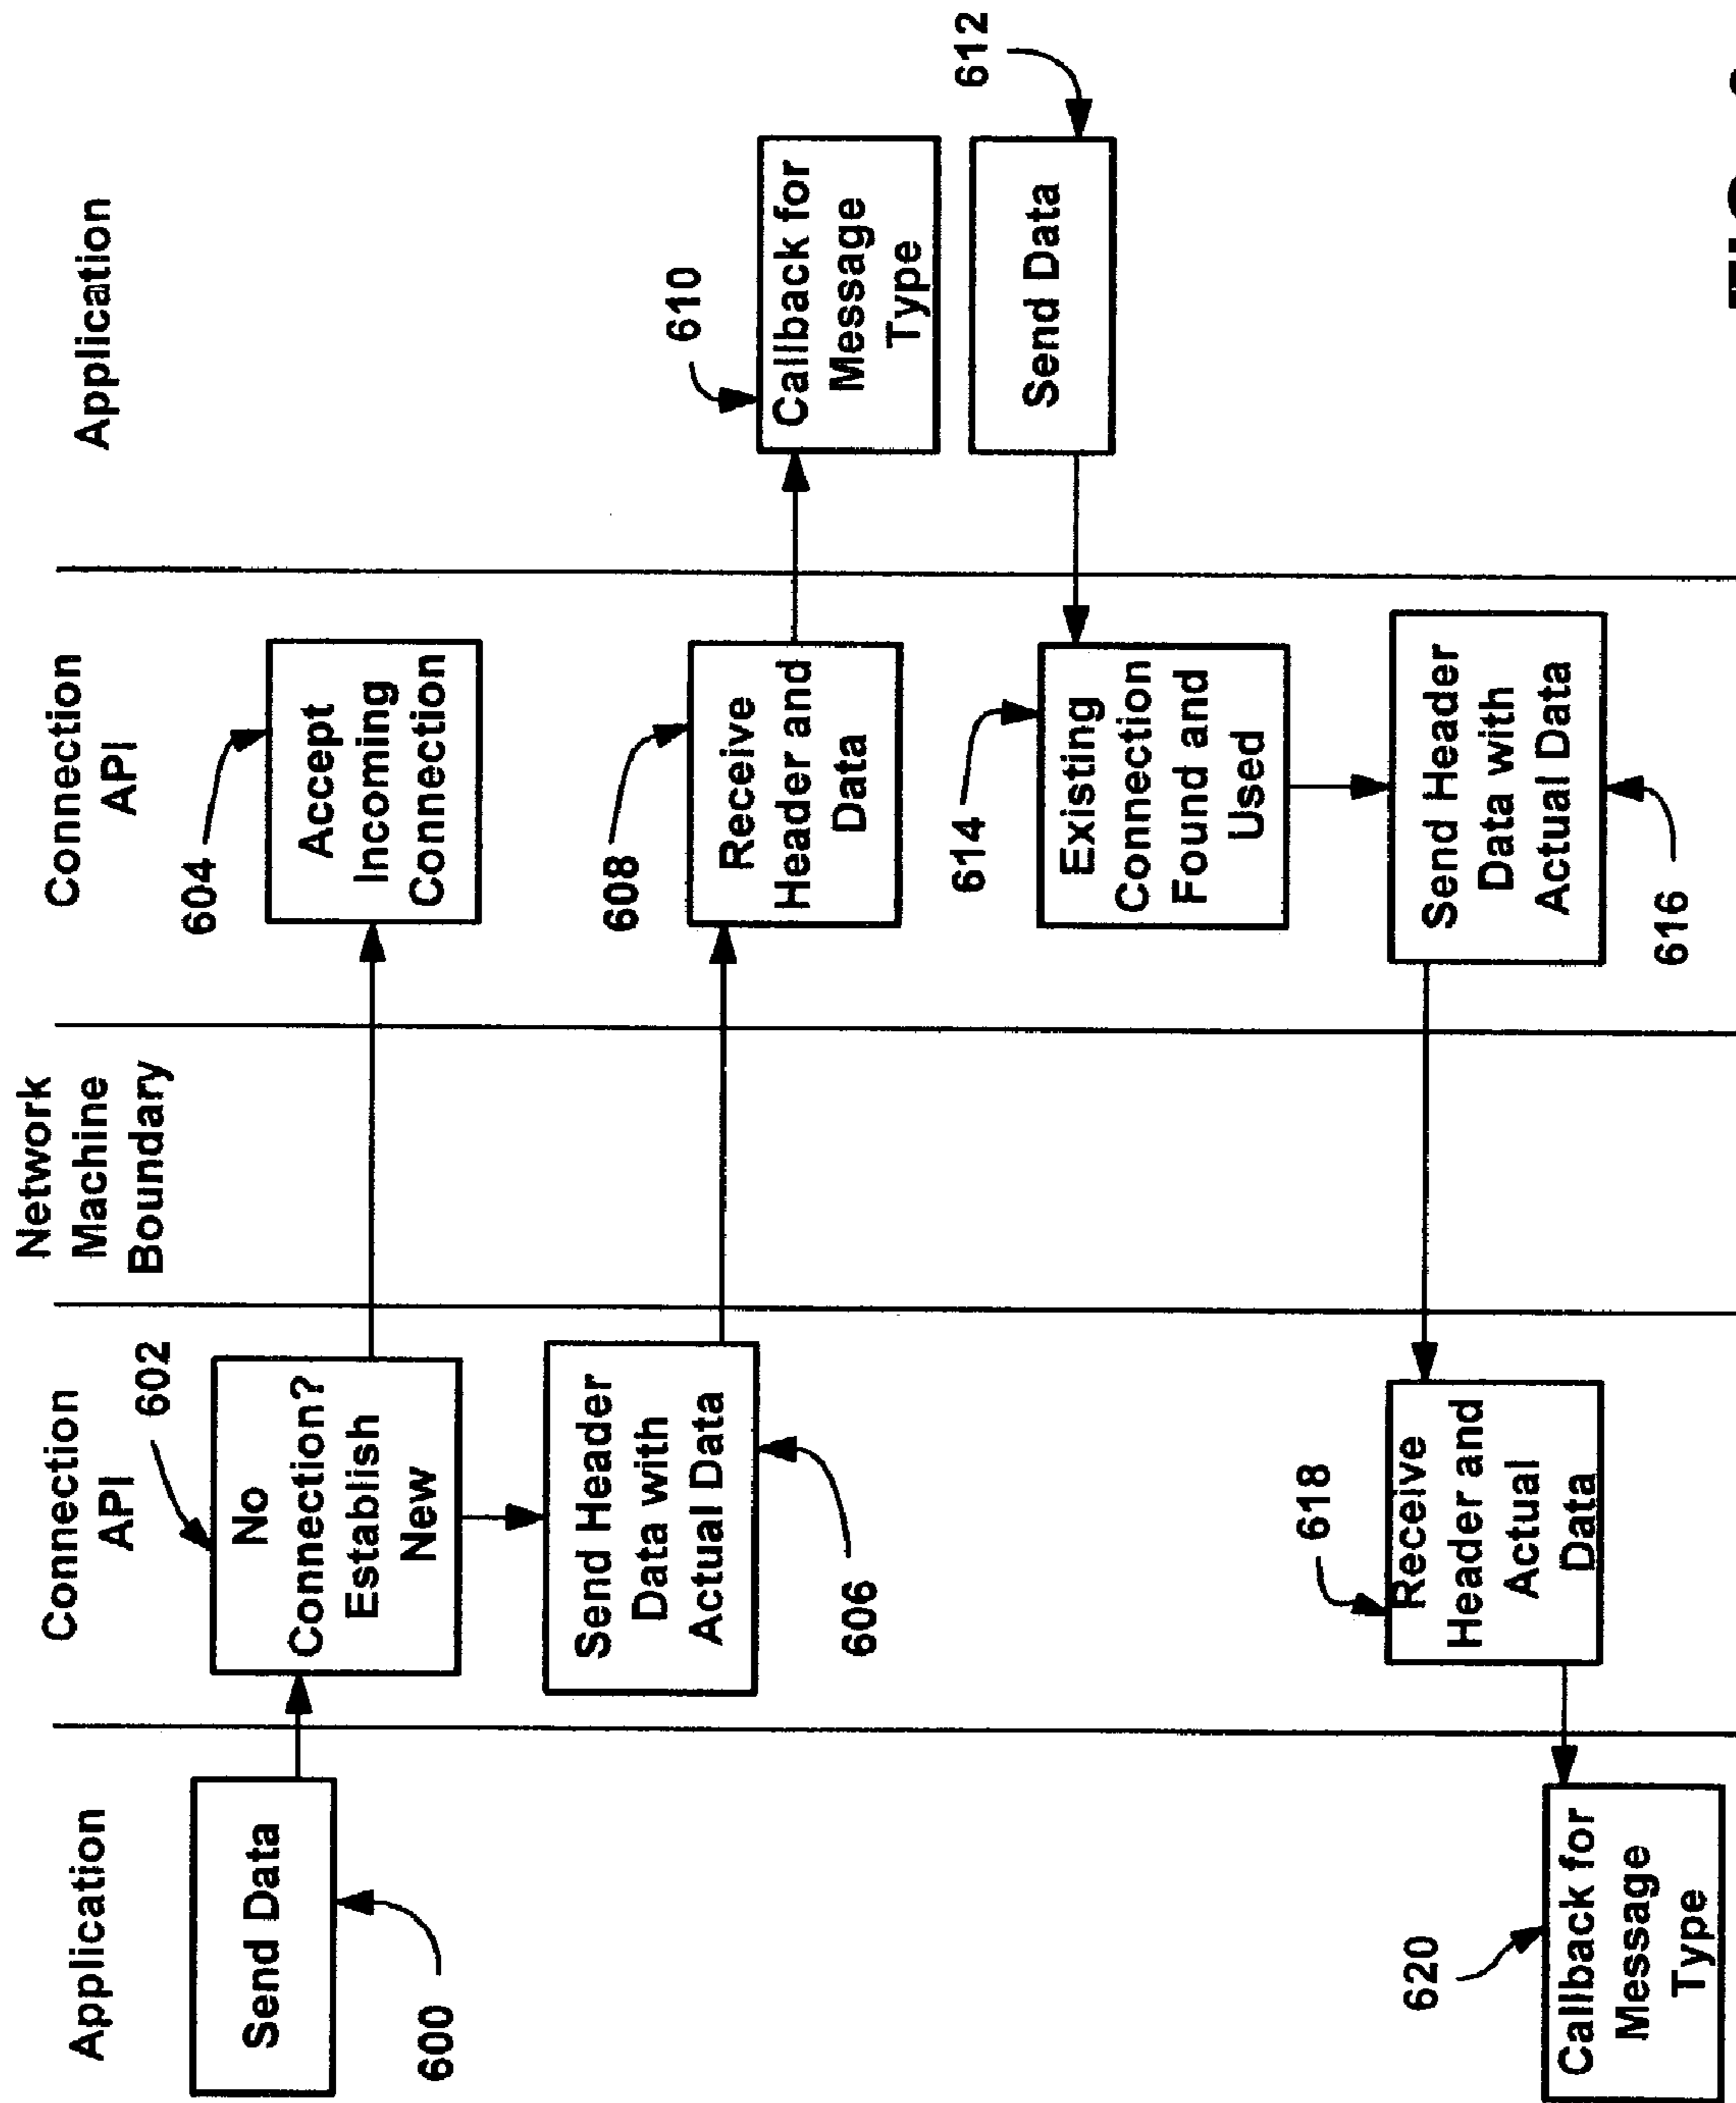 Application
Connection
API
Network
Machine
Boundary
Connection
API
Application
Send Data
600
No
Connection?
Establish
New
602
Accept
Incoming
Connection
604
Send Header
Data with
Actual Data
606
Receive
Header and
Data
608
Callback for
Message
Type
610
Send Data
612
Existing
Connection
Found and
Used
614
Send Header
Data with
Actual Data
616
Receive
Header and
Actual
Data
618
Callback for
Message
Type
620